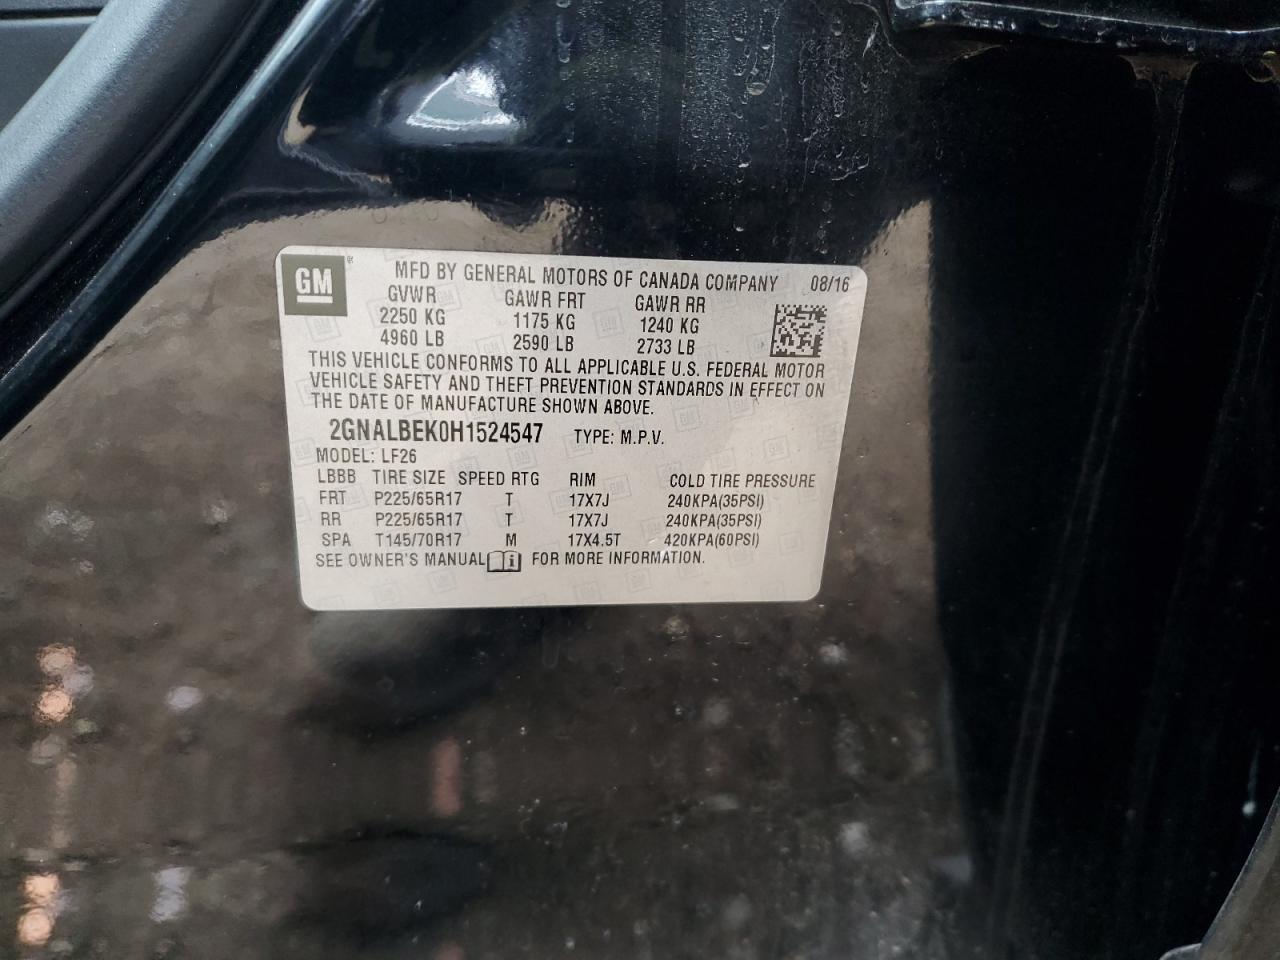 GM ®
MFD BY GENERAL MOTORS OF CANADA COMPANY 08/16
GVWR GAWR FRT GAWR RR
2250 KG 1175 KG 1240 KG
4960 LB 2590 LB 2733 LB
THIS VEHICLE CONFORMS TO ALL APPLICABLE U.S. FEDERAL MOTOR
VEHICLE SAFETY AND THEFT PREVENTION STANDARDS IN EFFECT ON
THE DATE OF MANUFACTURE SHOWN ABOVE.
2GNALBEK0H1524547 TYPE: M.P.V.
MODEL: LF26
LBBB TIRE SIZE SPEED RTG RIM COLD TIRE PRESSURE
FRT P225/65R17 T 17X7J 240KPA(35PSI)
RR P225/65R17 T 17X7J 240KPA(35PSI)
SPA T145/70R17 M 17X4.5T 420KPA(60PSI)
SEE OWNER'S MANUAL i FOR MORE INFORMATION.